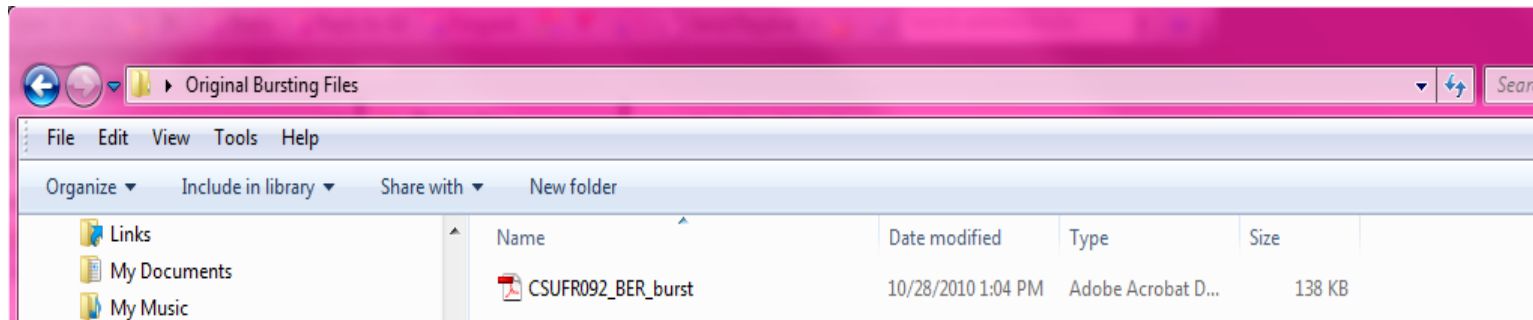 Original Bursting Files
Sear
File Edit View Tools Help
Organize Include in library Share with New folder
Links
My Documents
My Music
Name Date modified Type Size
CSUFR092_BER_burst 10/28/2010 1:04 PM Adobe Acrobat D... 138 KB